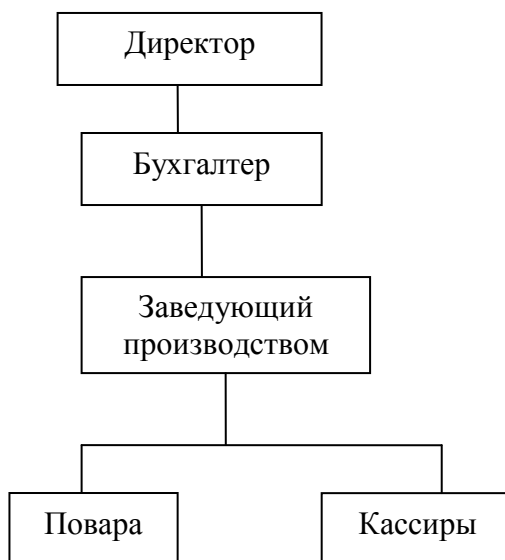 Директор
Бухгалтер
Заведующий
производством
Повара
Кассиры